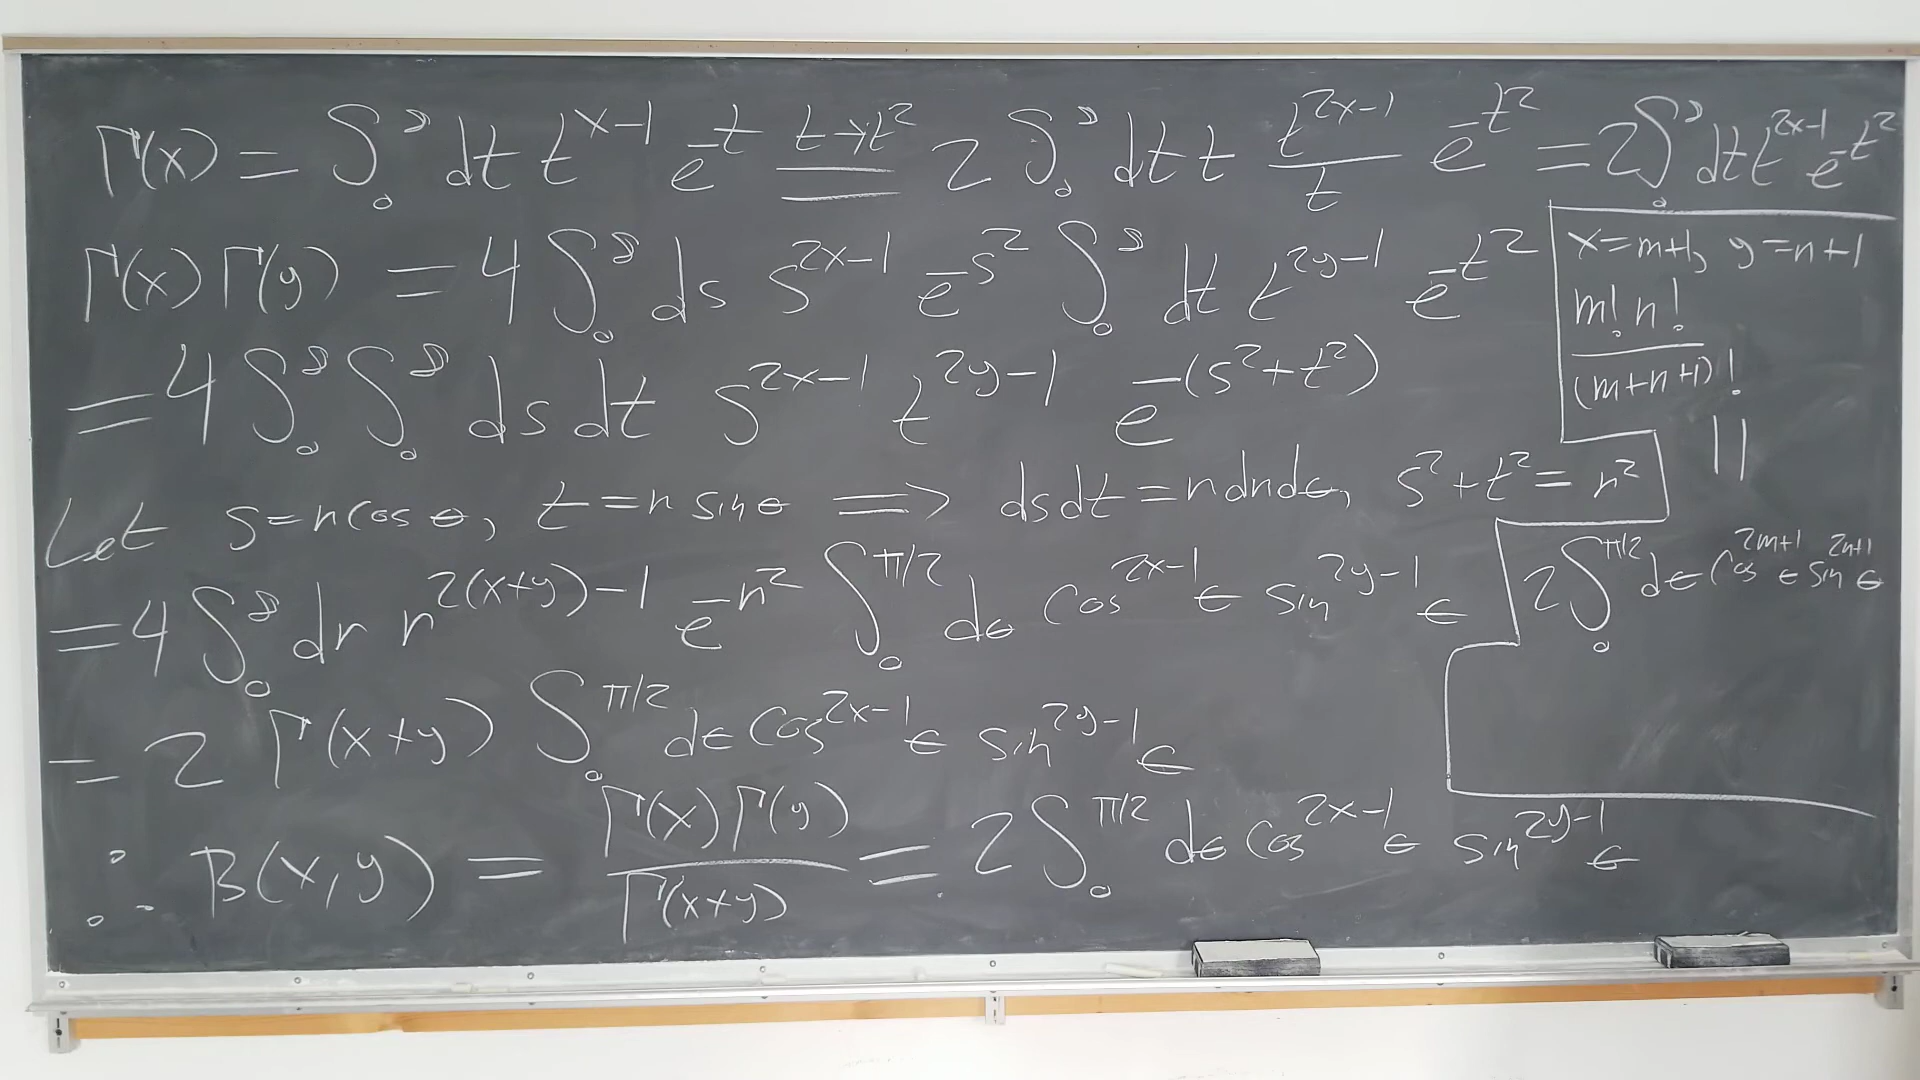 Γ(x) = ∫₀^∞ dt t^{x-1} e^{-t} \overset{t→t²}{=} 2 ∫₀^∞ dt t \frac{t^{2x-1}}{t} e^{-t²} = 2∫₀^∞ dt t^{2x-1} e^{-t²}
Γ(x) Γ(y) = 4 ∫₀^∞ ds s^{2x-1} e^{-s²} ∫₀^∞ dt t^{2y-1} e^{-t²}
= 4 ∫₀^∞ ∫₀^∞ ds dt s^{2x-1} t^{2y-1} e^{-(s²+t²)}
Let s=r cos θ, t=r sin θ ⟹ ds dt = r dr dθ, s²+t² = r²
= 4 ∫₀^∞ dr r^{2(x+y)-1} e^{-r²} ∫₀^{π/2} dθ cos^{2x-1} θ sin^{2y-1} θ
= 2 Γ(x+y) ∫₀^{π/2} dθ cos^{2x-1} θ sin^{2y-1} θ
∴ B(x,y) = \frac{Γ(x)Γ(y)}{Γ(x+y)} = 2 ∫₀^{π/2} dθ cos^{2x-1} θ sin^{2y-1} θ
x=m+1, y=n+1
\frac{m! n!}{(m+n+1)!}
||
2∫₀^{π/2} dθ cos^{2m+1} θ sin^{2n+1} θ